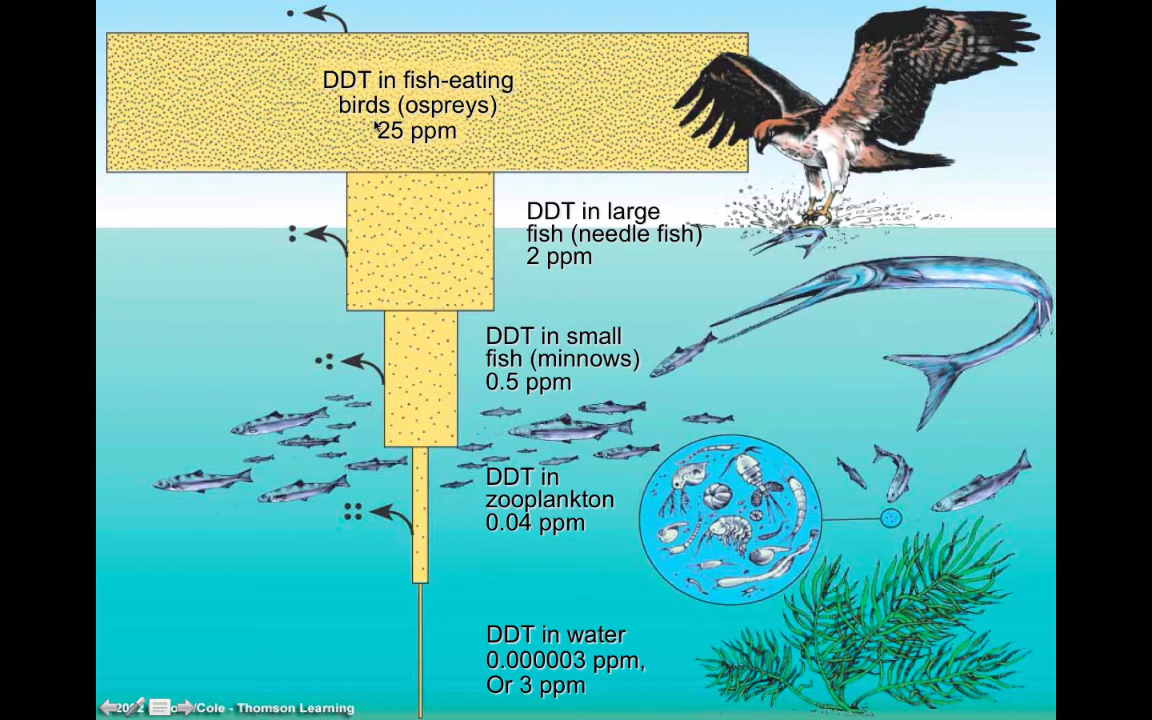 DDT in fish-eating
birds (ospreys)
25 ppm
DDT in large
fish (needle fish)
2 ppm
DDT in small
fish (minnows)
0.5 ppm
DDT in
zooplankton
0.04 ppm
DDT in water
0.000003 ppm,
Or 3 ppm
/Cole - Thomson Learning